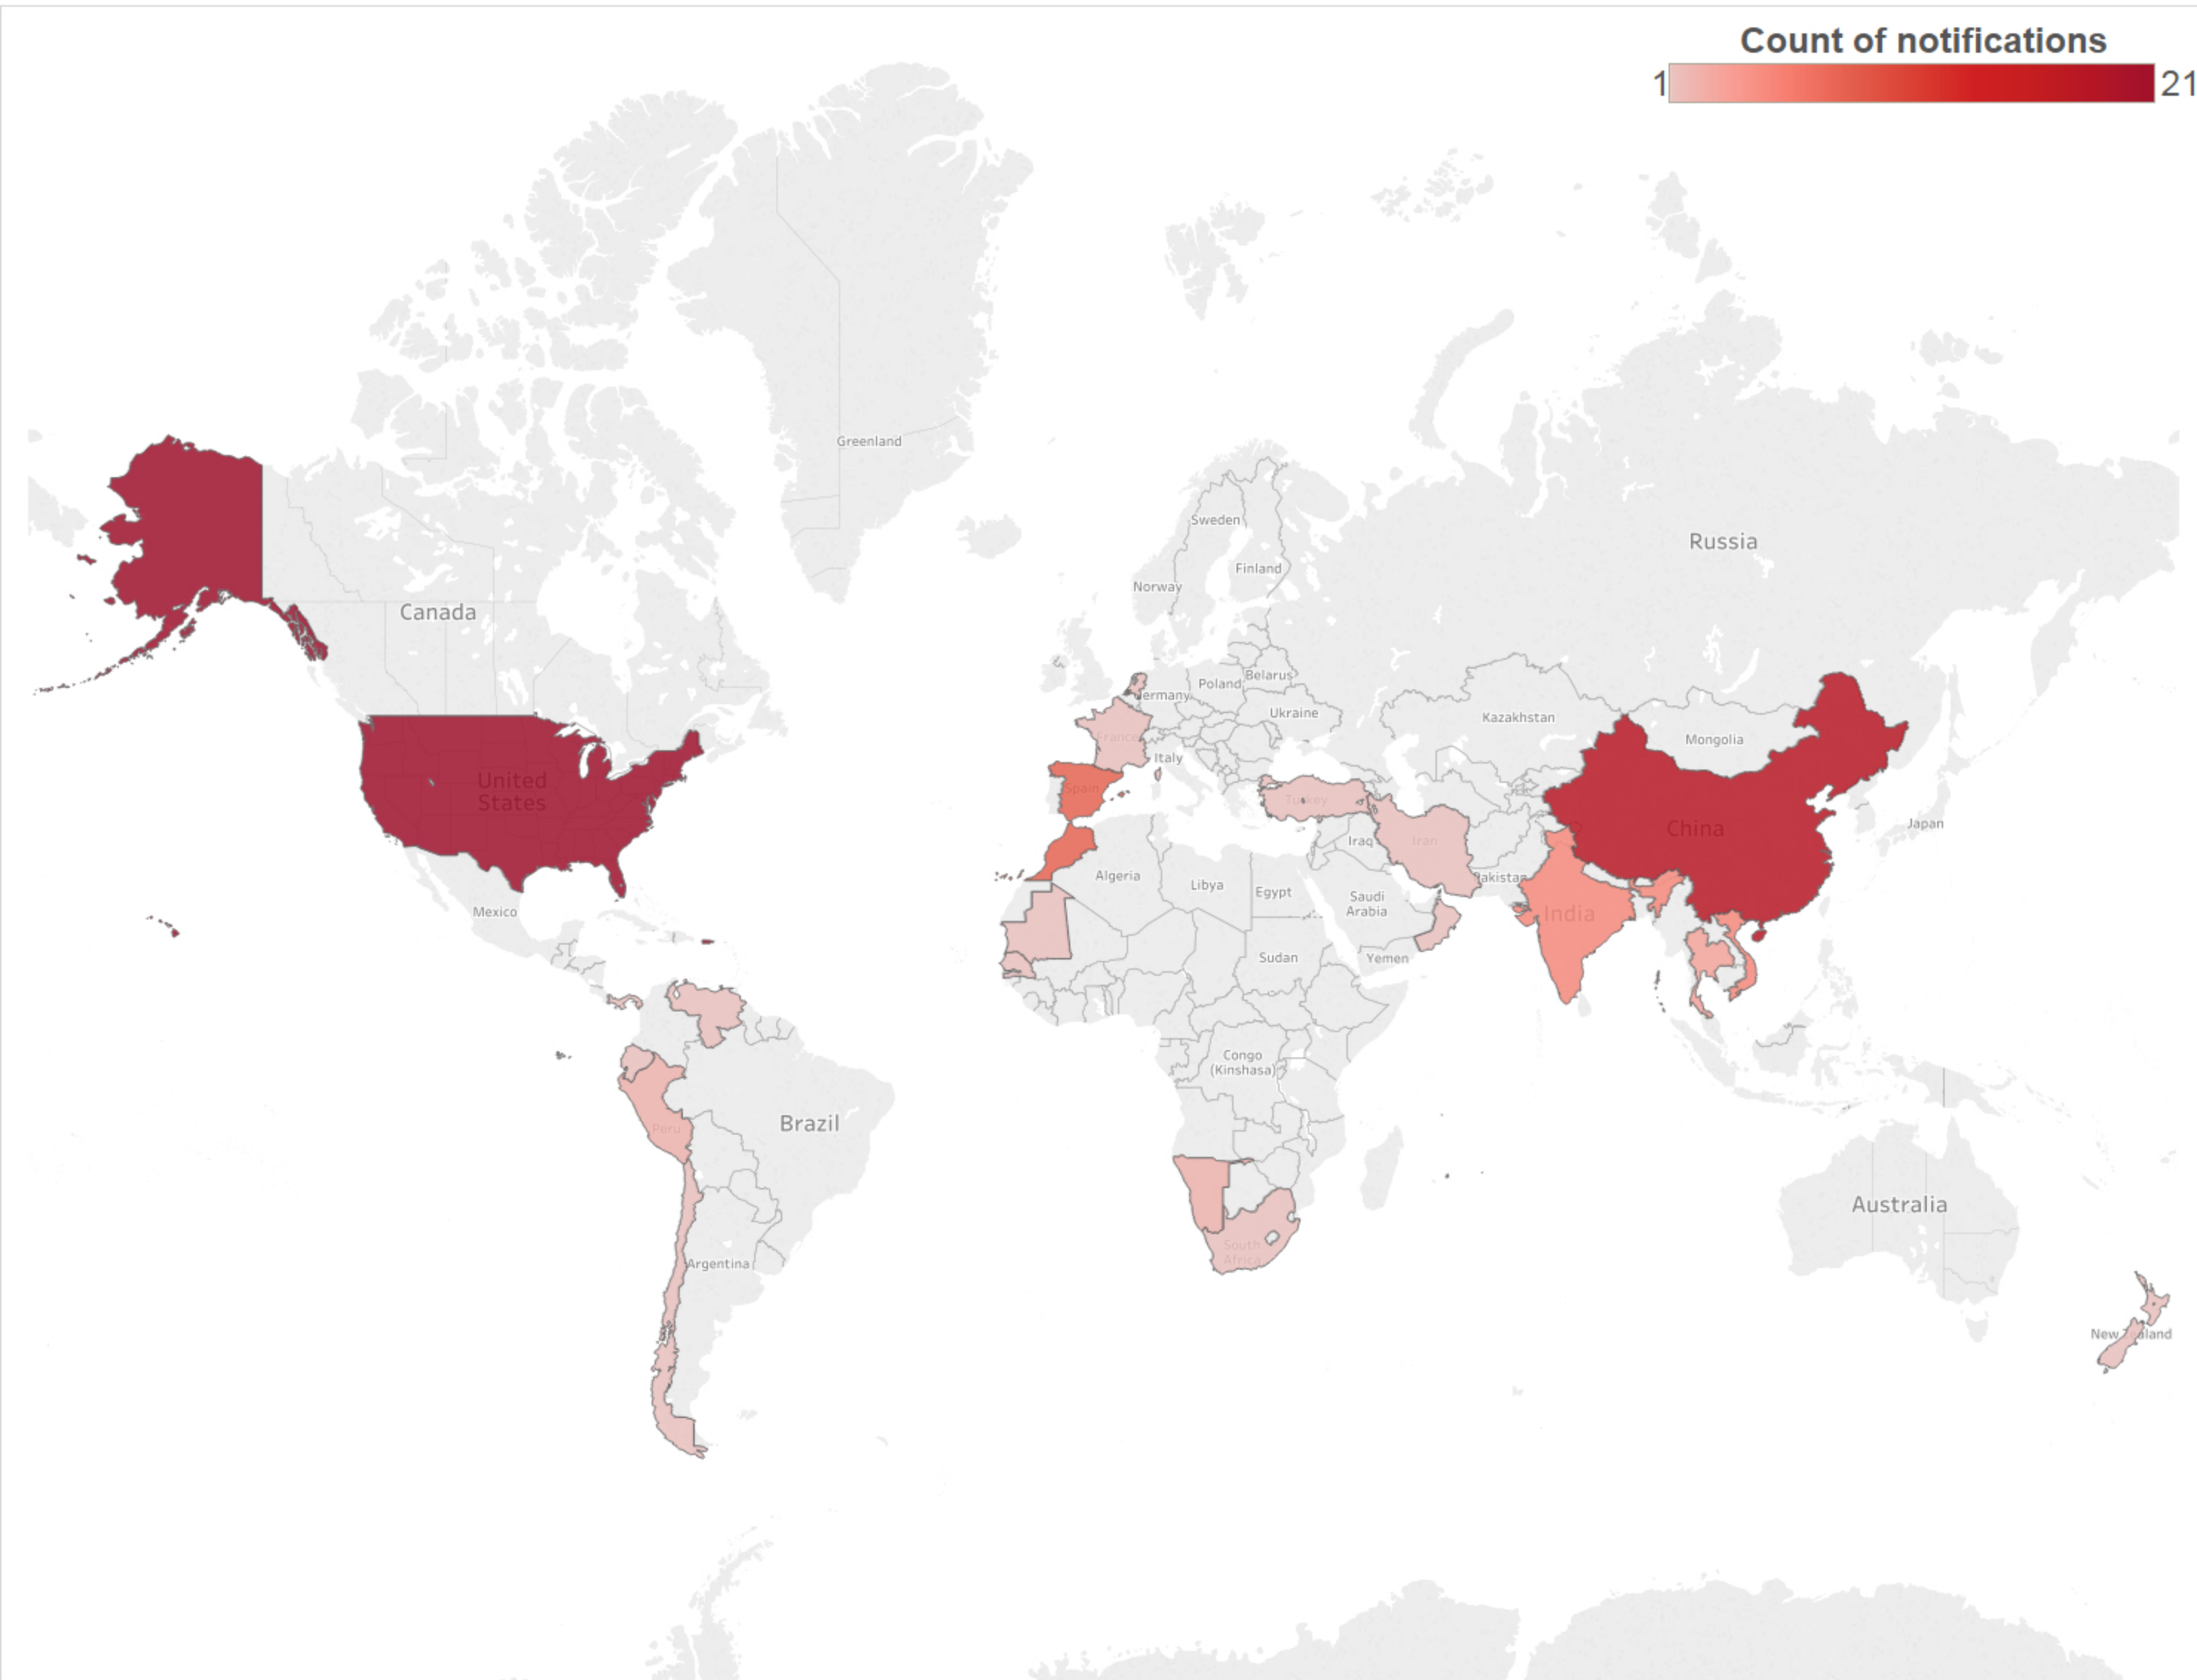 Count of notifications
1 21
Greenland
Sweden
Russia
Finland
Norway
Canada
Belarus
Poland
Germany
Ukraine
Kazakhstan
France
Mongolia
Italy
United
States
Spain
Turkey
Japan
China
Iraq
Iran
Algeria
Pakistan
Libya
Egypt
Saudi
Arabia
Mexico
India
Sudan
Yemen
Congo
(Kinshasa)
Brazil
Peru
Australia
South
Africa
Argentina
New Zealand